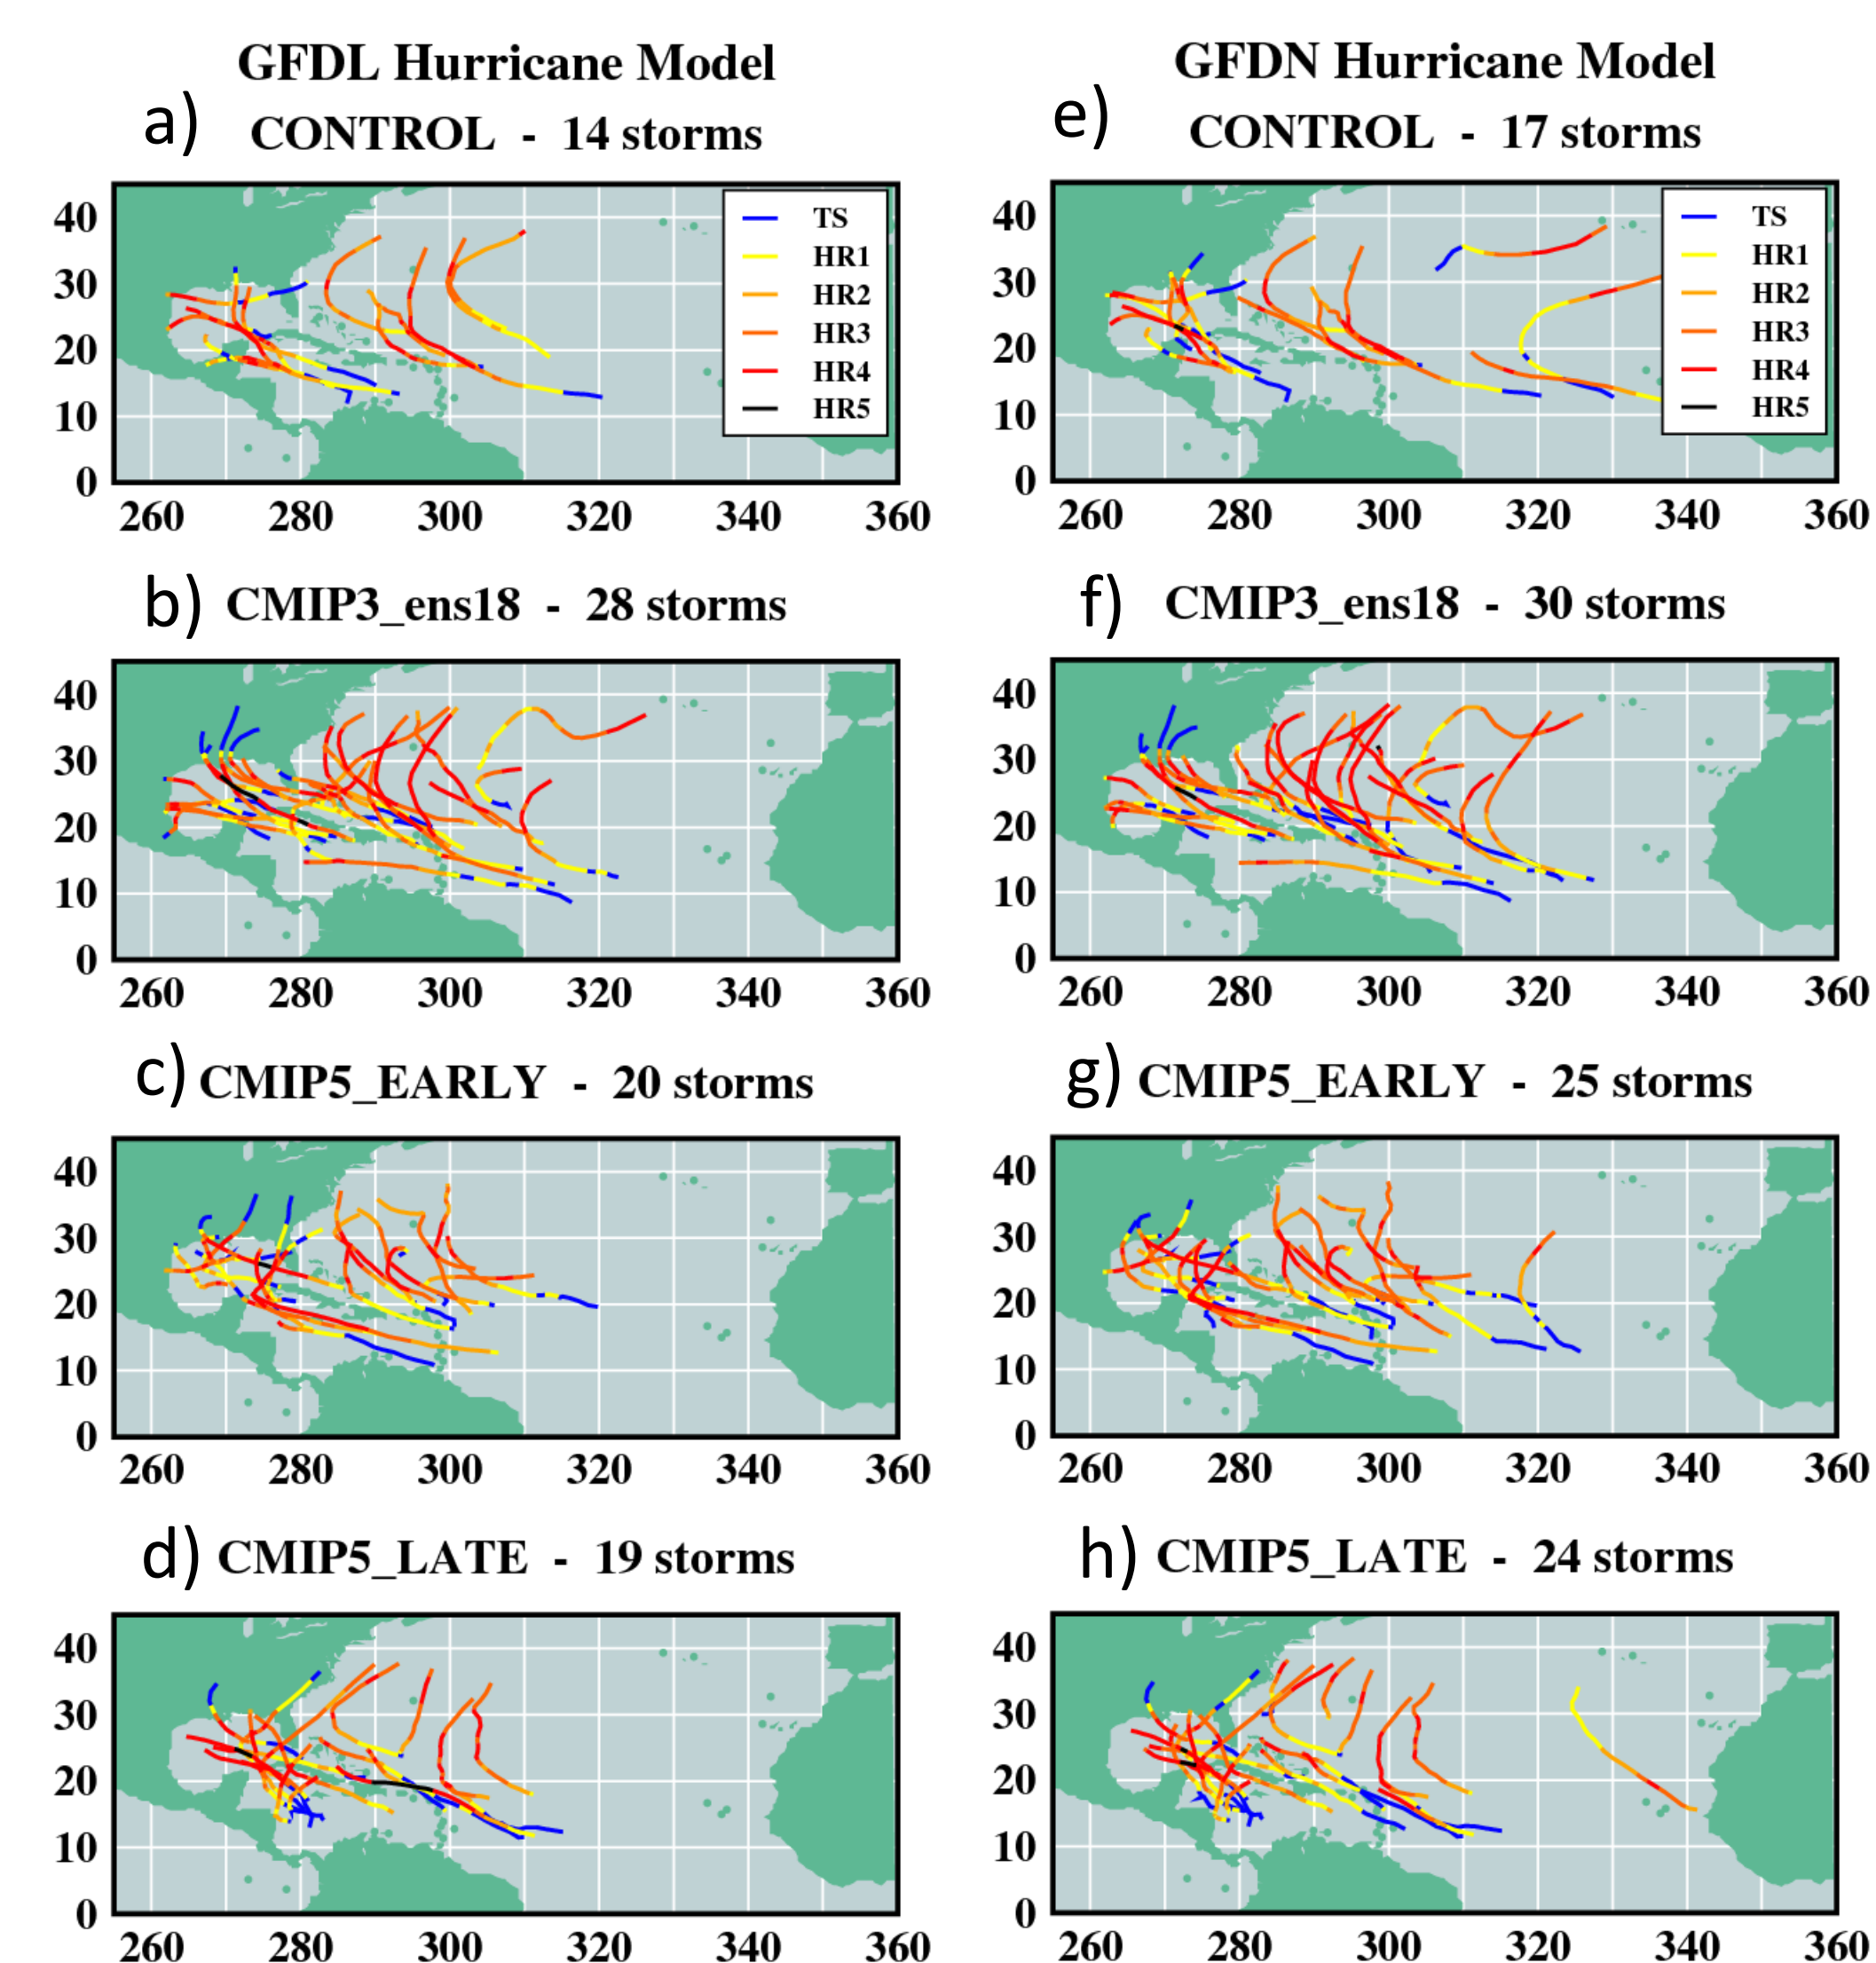 GFDL Hurricane Model
a) CONTROL - 14 storms
40
30
20
10
0
260 280 300 320 340 360
TS
HR1
HR2
HR3
HR4
HR5
b) CMIP3_ens18 - 28 storms
40
30
20
10
0
260 280 300 320 340 360
c) CMIP5_EARLY - 20 storms
40
30
20
10
0
260 280 300 320 340 360
d) CMIP5_LATE - 19 storms
40
30
20
10
0
260 280 300 320 340 360
GFDN Hurricane Model
e) CONTROL - 17 storms
40
30
20
10
0
260 280 300 320 340 360
TS
HR1
HR2
HR3
HR4
HR5
f) CMIP3_ens18 - 30 storms
40
30
20
10
0
260 280 300 320 340 360
g) CMIP5_EARLY - 25 storms
40
30
20
10
0
260 280 300 320 340 360
h) CMIP5_LATE - 24 storms
40
30
20
10
0
260 280 300 320 340 360